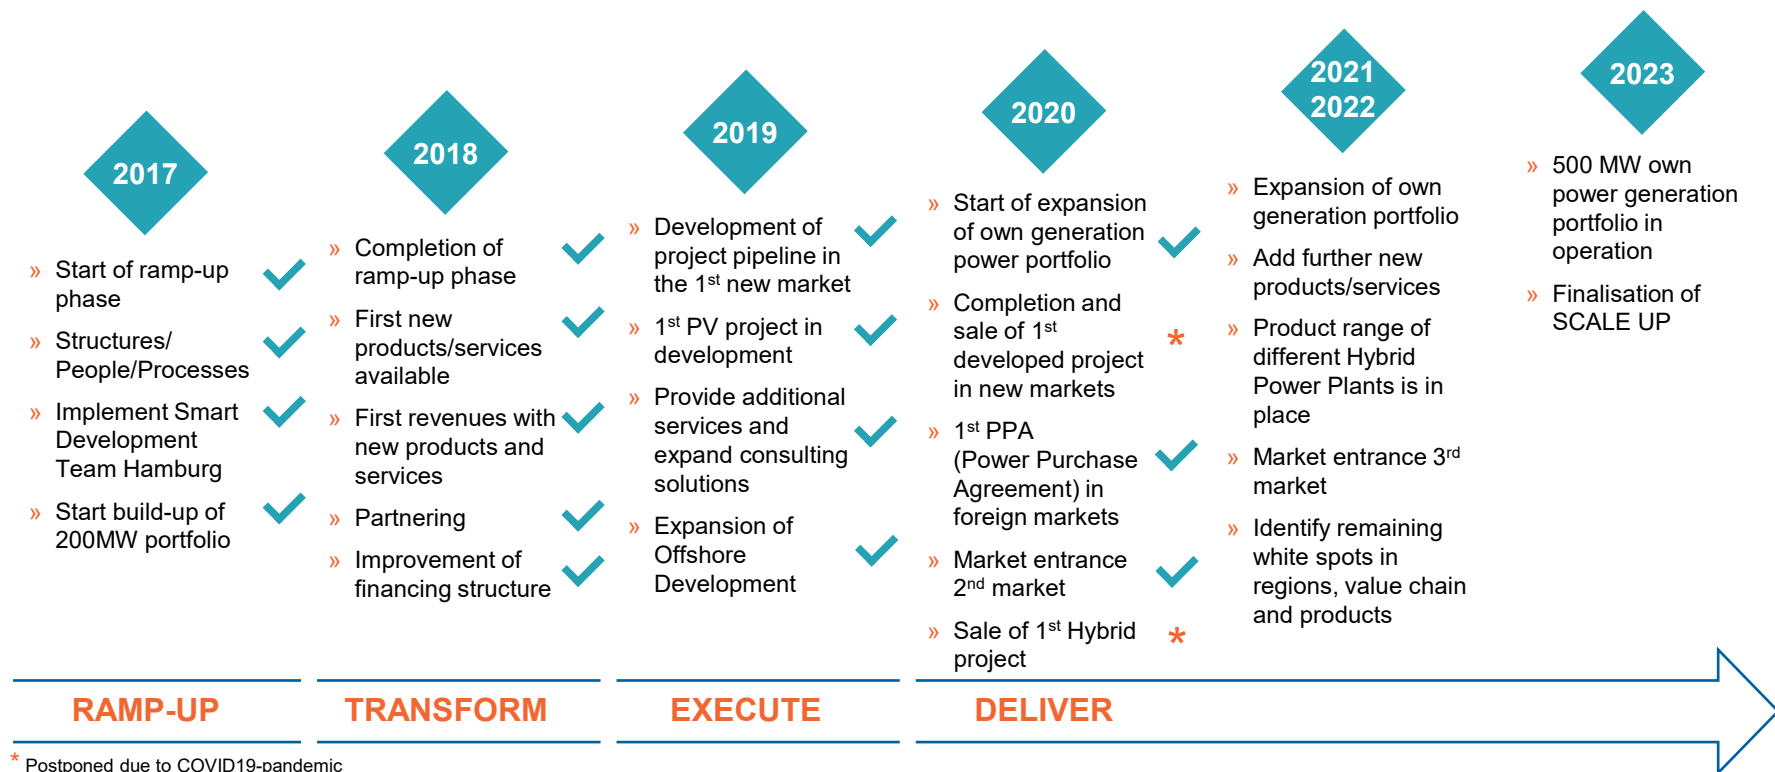 2017
» Start of ramp-up
phase
» Structures/
People/Processes
» Implement Smart
Development
Team Hamburg
» Start build-up of
200MW portfolio
2018
» Completion of
ramp-up phase
» First new
products/services
available
» First revenues with
new products and
services
» Partnering
» Improvement of
financing structure
2019
» Development of
project pipeline in
the 1st new market
» 1st PV project in
development
» Provide additional
services and
expand consulting
solutions
» Expansion of
Offshore
Development
2020
» Start of expansion
of own generation
power portfolio
» Completion and
sale of 1st
developed project
in new markets
*
» 1st PPA
(Power Purchase
Agreement) in
foreign markets
» Market entrance
2nd market
» Sale of 1st Hybrid
project
*
2021
2022
» Expansion of own
generation portfolio
» Add further new
products/services
» Product range of
different Hybrid
Power Plants is in
place
» Market entrance 3rd
market
» Identify remaining
white spots in
regions, value chain
and products
2023
» 500 MW own
power generation
portfolio in
operation
» Finalisation of
SCALE UP
RAMP-UP
TRANSFORM
EXECUTE
DELIVER
* Postponed due to COVID19-pandemic